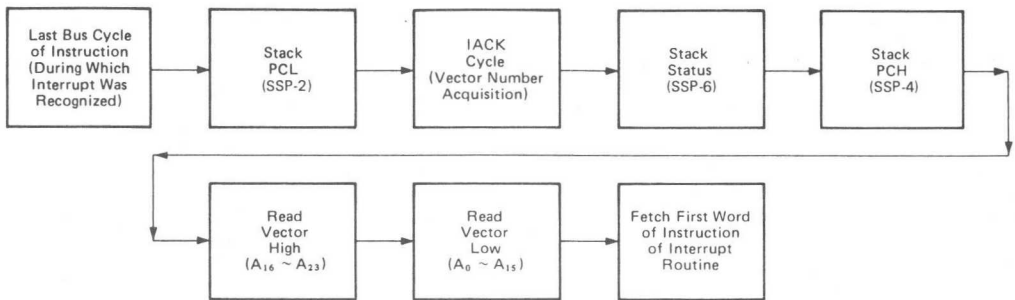 Last Bus Cycle
of Instruction
(During Which
Interrupt Was
Recognized)
Stack
PCL
(SSP-2)
IACK
Cycle
(Vector Number
Acquisition)
Stack
Status
(SSP-6)
Stack
PCH
(SSP-4)
Read
Vector
High
(A₁₆ ~ A₂₃)
Read
Vector
Low
(A₀ ~ A₁₅)
Fetch First Word
of Instruction
of Interrupt
Routine